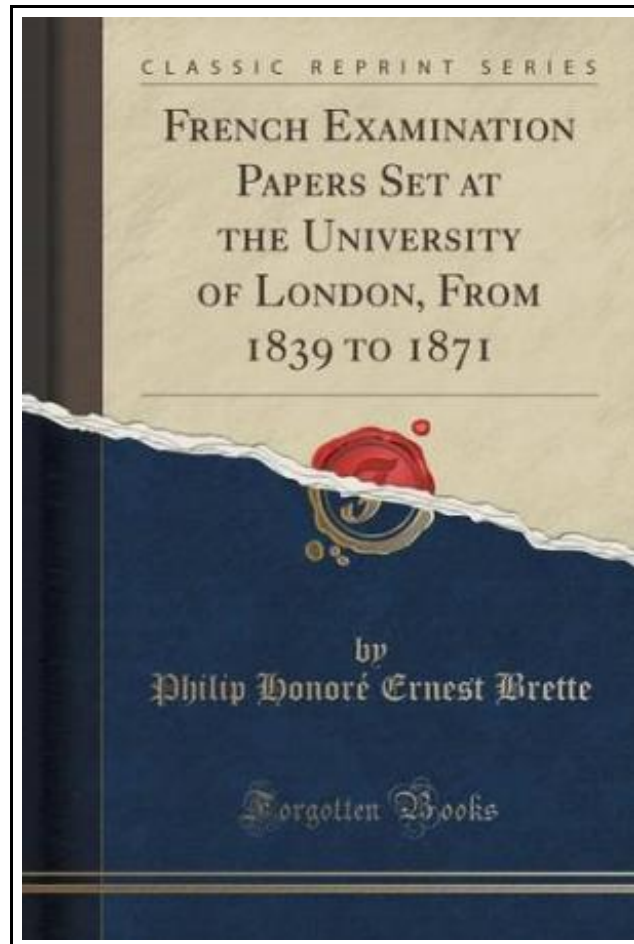 CLASSIC REPRINT SERIES
FRENCH EXAMINATION
PAPERS SET AT
THE UNIVERSITY
OF LONDON, FROM
1839 TO 1871
F
by
Philip Honoré Ernest Brette
Forgotten Books